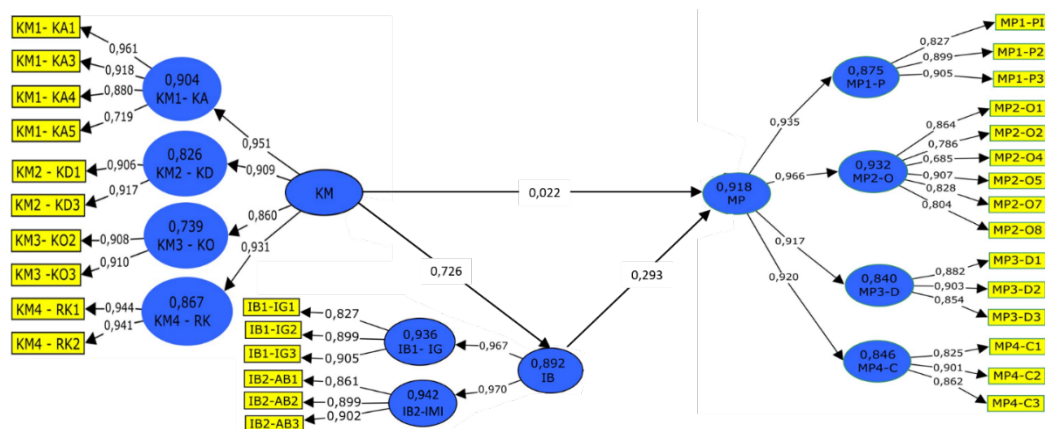 KM1- KA1
KM1- KA3
KM1- KA4
KM1- KA5
KM2 - KD1
KM2 - KD3
KM3- KO2
KM3 -KO3
KM4 - RK1
KM4 - RK2
0,961
0,918
0,880
0,719
0,906
0,917
0,908
0,910
0,944
0,941
0,904
KM1- KA
0,826
KM2 - KD
0,739
KM3 - KO
0,867
KM4 - RK
0,951
0,909
0,860
0,931
KM
0,022
0,726
0,293
IB1-IG1
IB1-IG2
IB1-IG3
IB2-AB1
IB2-AB2
IB2-AB3
0,827
0,899
0,905
0,861
0,899
0,902
0,936
IB1- IG
0,942
IB2-IMI
0,967
0,970
0,892
IB
0,918
MP
0,935
0,966
0,917
0,920
0,875
MP1-P
0,932
MP2-O
0,840
MP3-D
0,846
MP4-C
0,827
0,899
0,905
0,864
0,786
0,685
0,907
0,828
0,804
0,882
0,903
0,854
0,825
0,901
0,862
MP1-PI
MP1-P2
MP1-P3
MP2-O1
MP2-O2
MP2-O4
MP2-O5
MP2-O7
MP2-O8
MP3-D1
MP3-D2
MP3-D3
MP4-C1
MP4-C2
MP4-C3